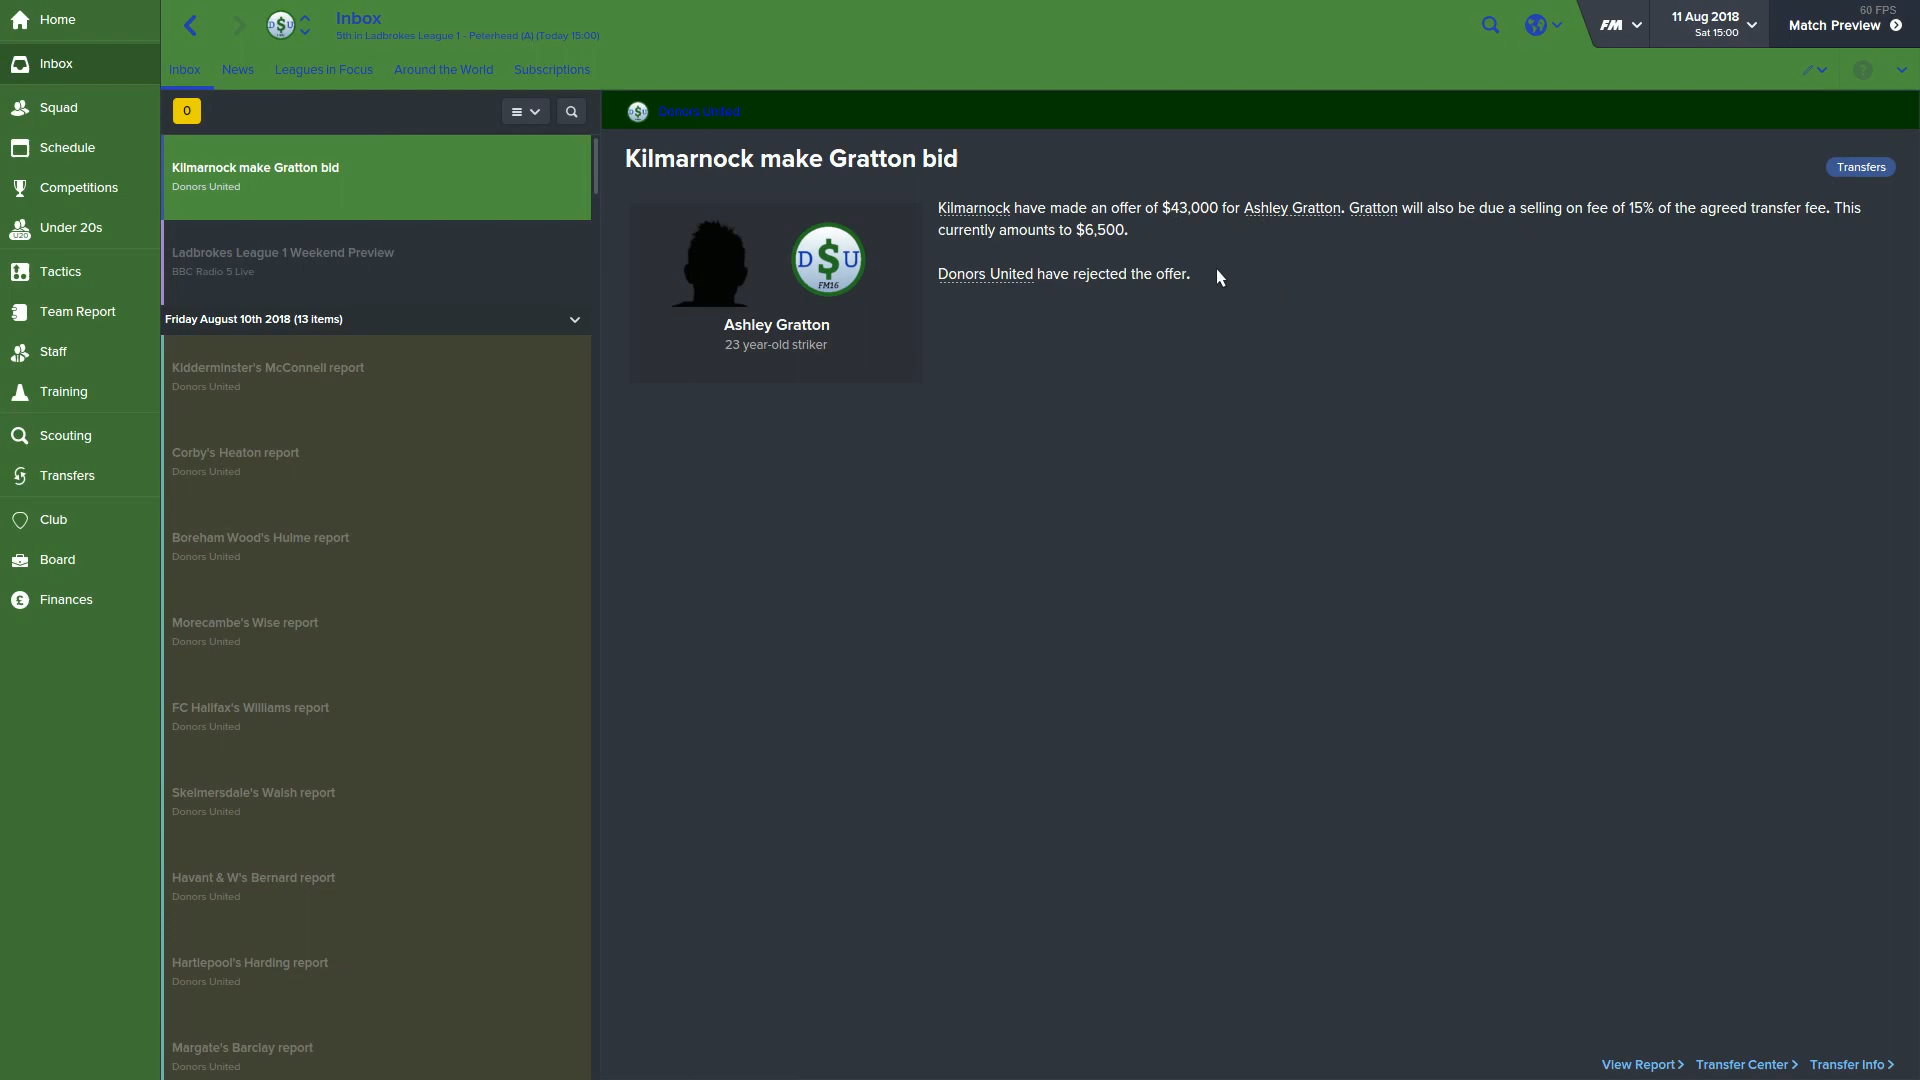 Home
Inbox
Squad
Schedule
Competitions
Under 20s
U20
Tactics
Team Report
Staff
Training
Scouting
Transfers
Club
Board
Finances
D$U
Inbox
5th in Ladbrokes League 1 - Peterhead (A) (Today 15:00)
FM
11 Aug 2018
Sat 15:00
60 FPS
Match Preview
Inbox
News
Leagues in Focus
Around the World
Subscriptions
0
Kilmarnock make Gratton bid
Donors United
Ladbrokes League 1 Weekend Preview
BBC Radio 5 Live
Friday August 10th 2018 (13 items)
Kidderminster's McConnell report
Donors United
Corby's Heaton report
Donors United
Boreham Wood's Hulme report
Donors United
Morecambe's Wise report
Donors United
FC Halifax's Williams report
Donors United
Skelmersdale's Walsh report
Donors United
Havant & W's Bernard report
Donors United
Hartlepool's Harding report
Donors United
Margate's Barclay report
Donors United
D$U
Donors United
Kilmarnock make Gratton bid
Transfers
D$U
FM16
Ashley Gratton
23 year-old striker
Kilmarnock have made an offer of $43,000 for Ashley Gratton. Gratton will also be due a selling on fee of 15% of the agreed transfer fee. This
currently amounts to $6,500.
Donors United have rejected the offer.
View Report
Transfer Center
Transfer Info